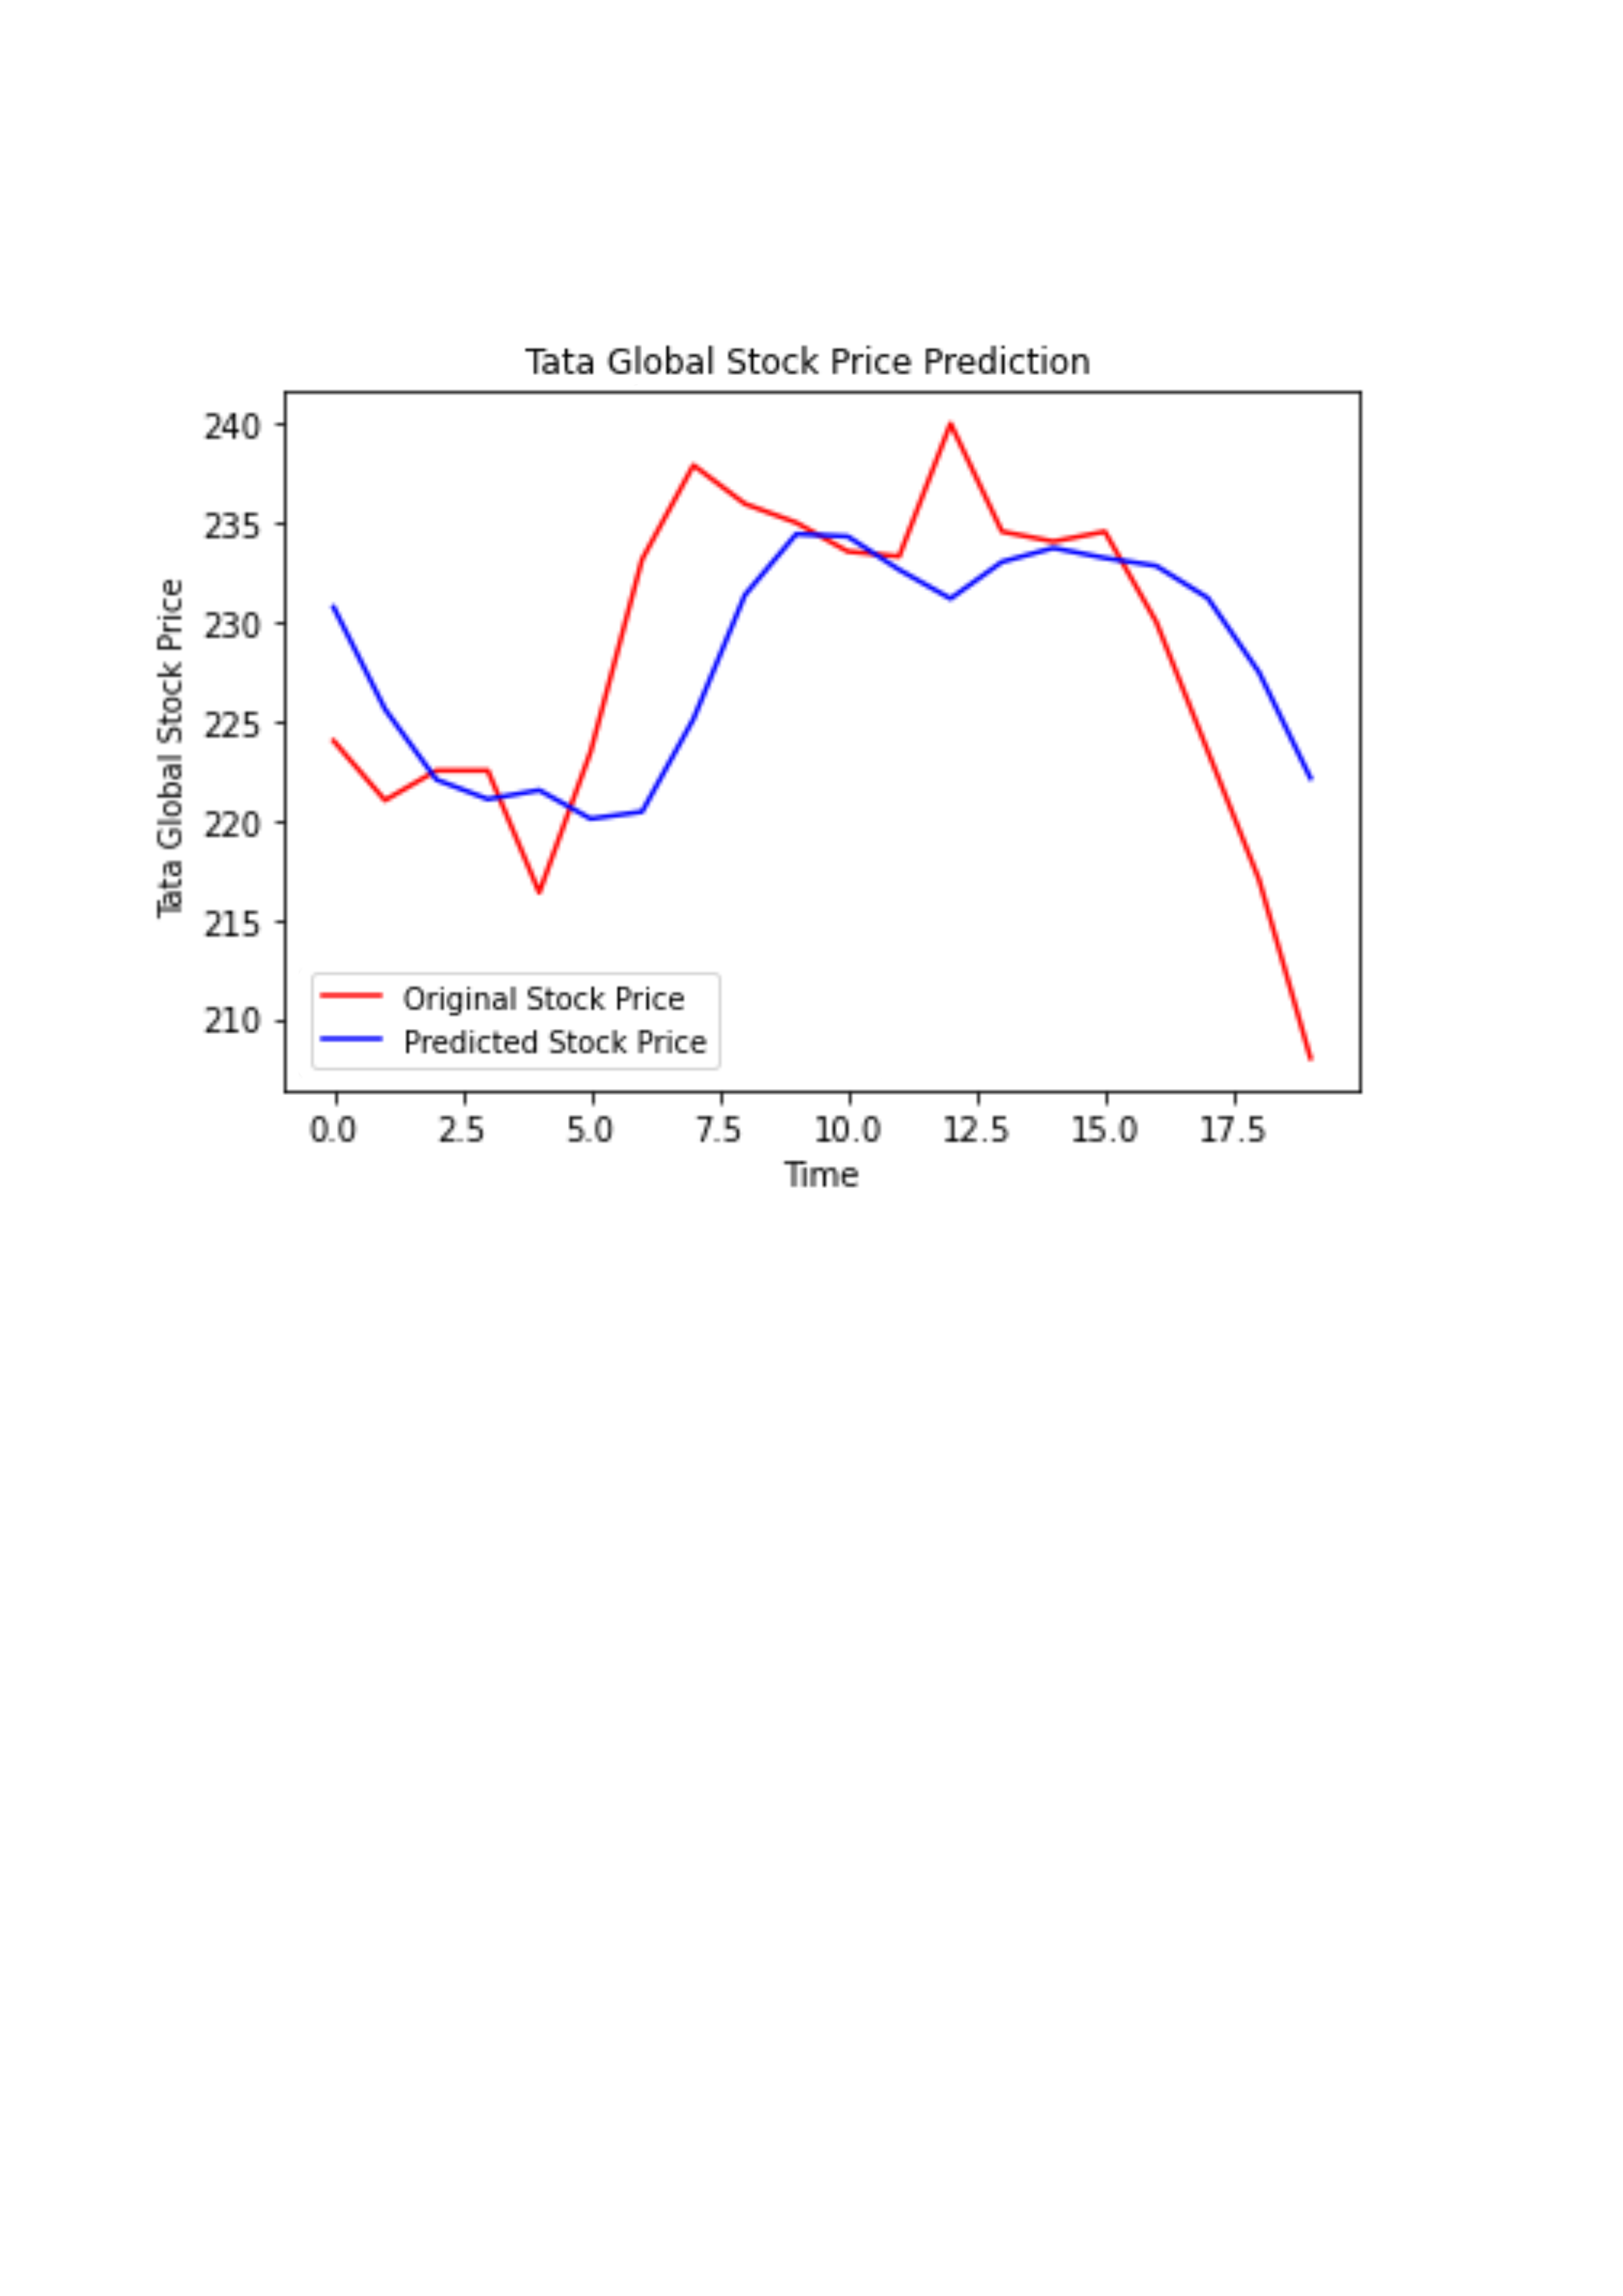 Tata Global Stock Price Prediction
Tata Global Stock Price
240
235
230
225
220
215
210
Original Stock Price
Predicted Stock Price
0.0 2.5 5.0 7.5 10.0 12.5 15.0 17.5
Time